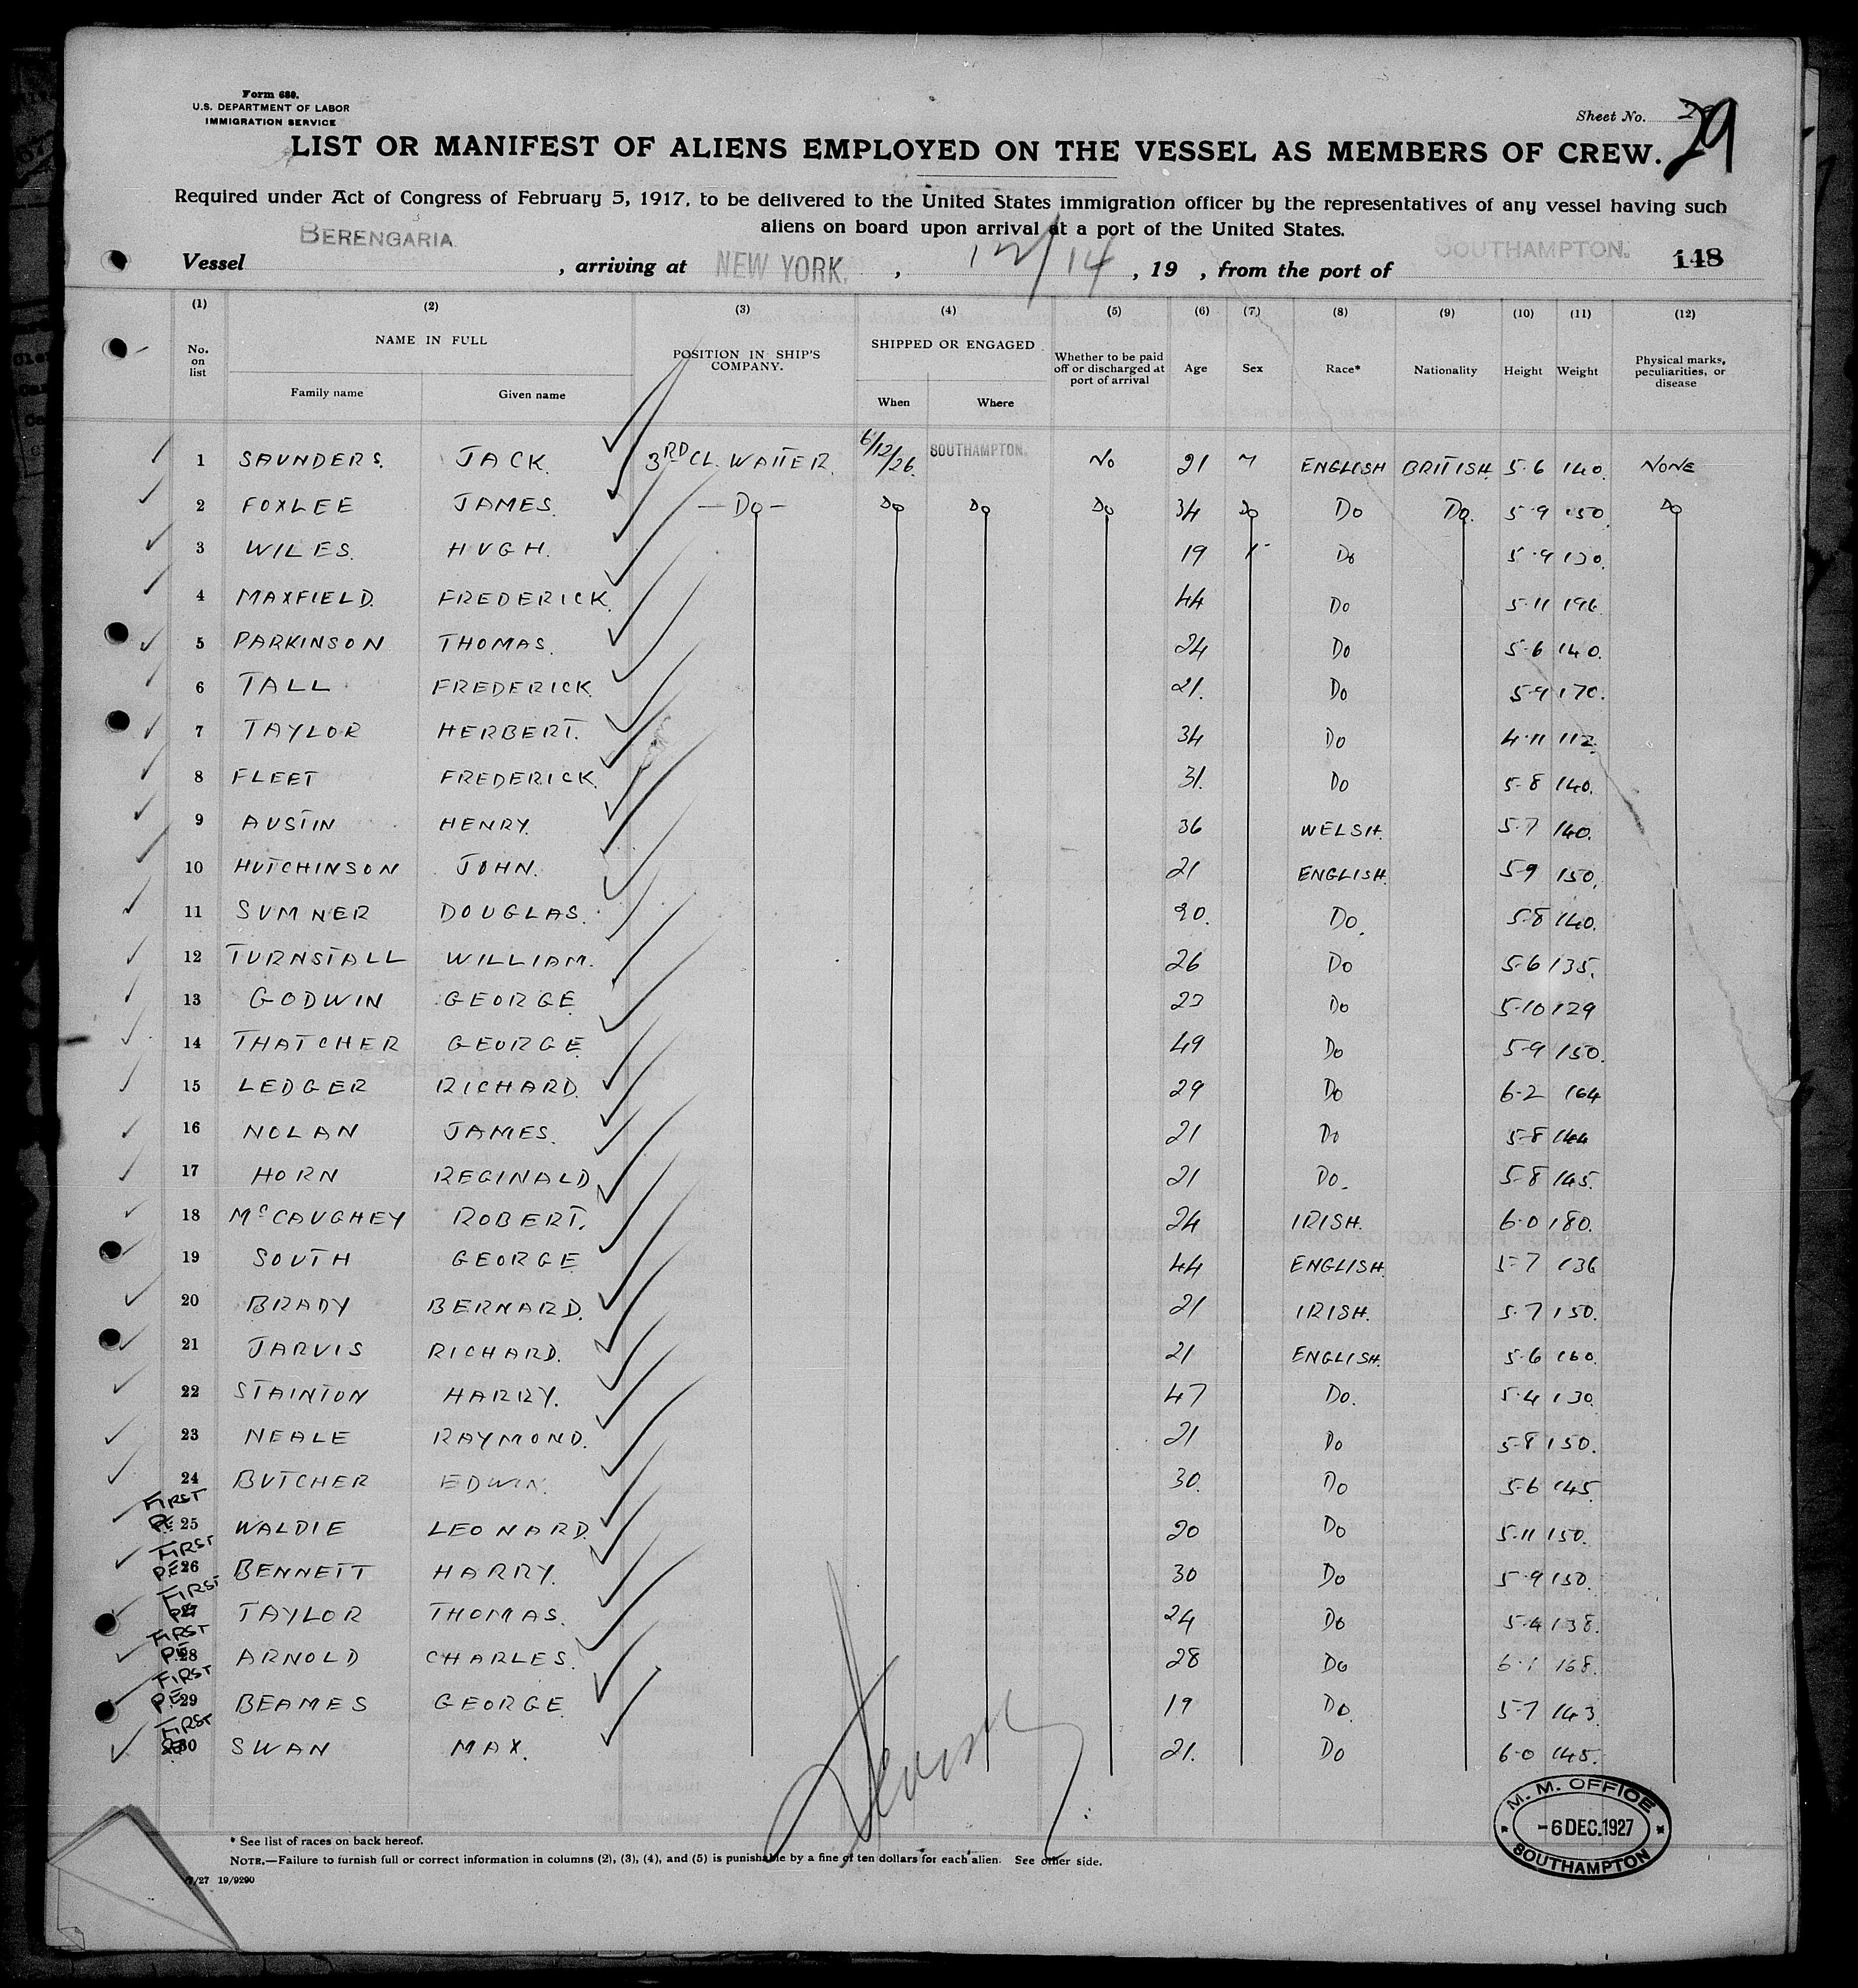 Form 689.
U.S. DEPARTMENT OF LABOR
IMMIGRATION SERVICE
Sheet No. 29
LIST OR MANIFEST OF ALIENS EMPLOYED ON THE VESSEL AS MEMBERS OF CREW.
Required under Act of Congress of February 5, 1917, to be delivered to the United States immigration officer by the representatives of any vessel having such
aliens on board upon arrival at a port of the United States.
Vessel BERENGARIA, arriving at NEW YORK, 12/14, 19 , from the port of SOUTHAMPTON. 148
(1) (2) (3) (4) (5) (6) (7) (8) (9) (10) (11) (12)
No. on list NAME IN FULL Family name Given name POSITION IN SHIP'S COMPANY. SHIPPED OR ENGAGED When Where Whether to be paid off or discharged at port of arrival Age Sex Race* Nationality Height Weight Physical marks, peculiarities, or disease
1 SAUNDERS. JACK. 3RD CL. WAITER. 6/12/26. SOUTHAMPTON. No 21 M ENGLISH BRITISH. 5-6 140. NONE
2 FOXLEE JAMES. — Do — Do Do Do 34 Do Do Do. 5-9 150. Do
3 WILES. HUGH. 19 Do 5-9 130.
4 MAXFIELD. FREDERICK. 44 Do 5-11 196.
5 PARKINSON THOMAS. 24 Do 5-6 140.
6 TALL FREDERICK. 21. Do 5-9 170.
7 TAYLOR HERBERT. 34 Do 4-11 112.
8 FLEET FREDERICK. 31. Do 5-8 140.
9 AUSTIN HENRY. 36 WELSH. 5-7 140.
10 HUTCHINSON JOHN. 21 ENGLISH. 5-9 150.
11 SUMNER DOUGLAS. 20. Do. 5-8 140.
12 TURNSTALL WILLIAM. 26 Do 5-6 135.
13 GODWIN GEORGE 23 Do 5-10 129
14 THATCHER GEORGE. 49 Do 5-9 150.
15 LEDGER RICHARD. 29 Do 6-2 164
16 NOLAN JAMES. 21 Do 5-8 144
17 HORN REGINALD 21 Do. 5-8 145.
18 McCAUGHEY ROBERT. 24 IRISH. 6-0 180.
19 SOUTH GEORGE 44 ENGLISH. 5-7 136
20 BRADY BERNARD. 21 IRISH. 5-7 150.
21 JARVIS RICHARD. 21 ENGLISH. 5-6 160.
22 STAINTON HARRY. 47 Do. 5-4 130.
23 NEALE RAYMOND. 21 Do 5-8 150.
24 BUTCHER EDWIN. 30. Do 5-6 145.
FIRST PE. 25 WALDIE LEONARD. 20 Do 5-11 150.
FIRST P.E. 26 BENNETT HARRY. 30 Do 5-9 150.
FIRST PE 27 TAYLOR THOMAS. 24 Do 5-4 138.
FIRST P.E 28 ARNOLD CHARLES. 28 Do 6-1 168.
FIRST P.E 29 BEAMES GEORGE. 19 Do. 5-7 143.
FIRST 30 SWAN MAX. 21. Do 6-0 145.
M. M. OFFICE
-6 DEC. 1927
SOUTHAMPTON
* See list of races on back hereof.
NOTE.—Failure to furnish full or correct information in columns (2), (3), (4), and (5) is punishable by a fine of ten dollars for each alien. See other side.
7/27 19/9290